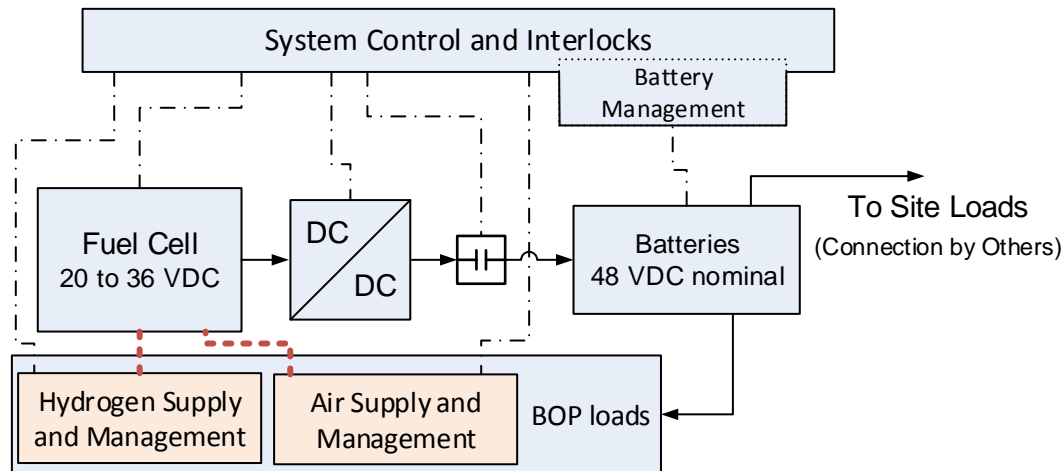 System Control and Interlocks
Battery
Management
Fuel Cell
20 to 36 VDC
DC
DC
Batteries
48 VDC nominal
To Site Loads
(Connection by Others)
Hydrogen Supply
and Management
Air Supply and
Management
BOP loads